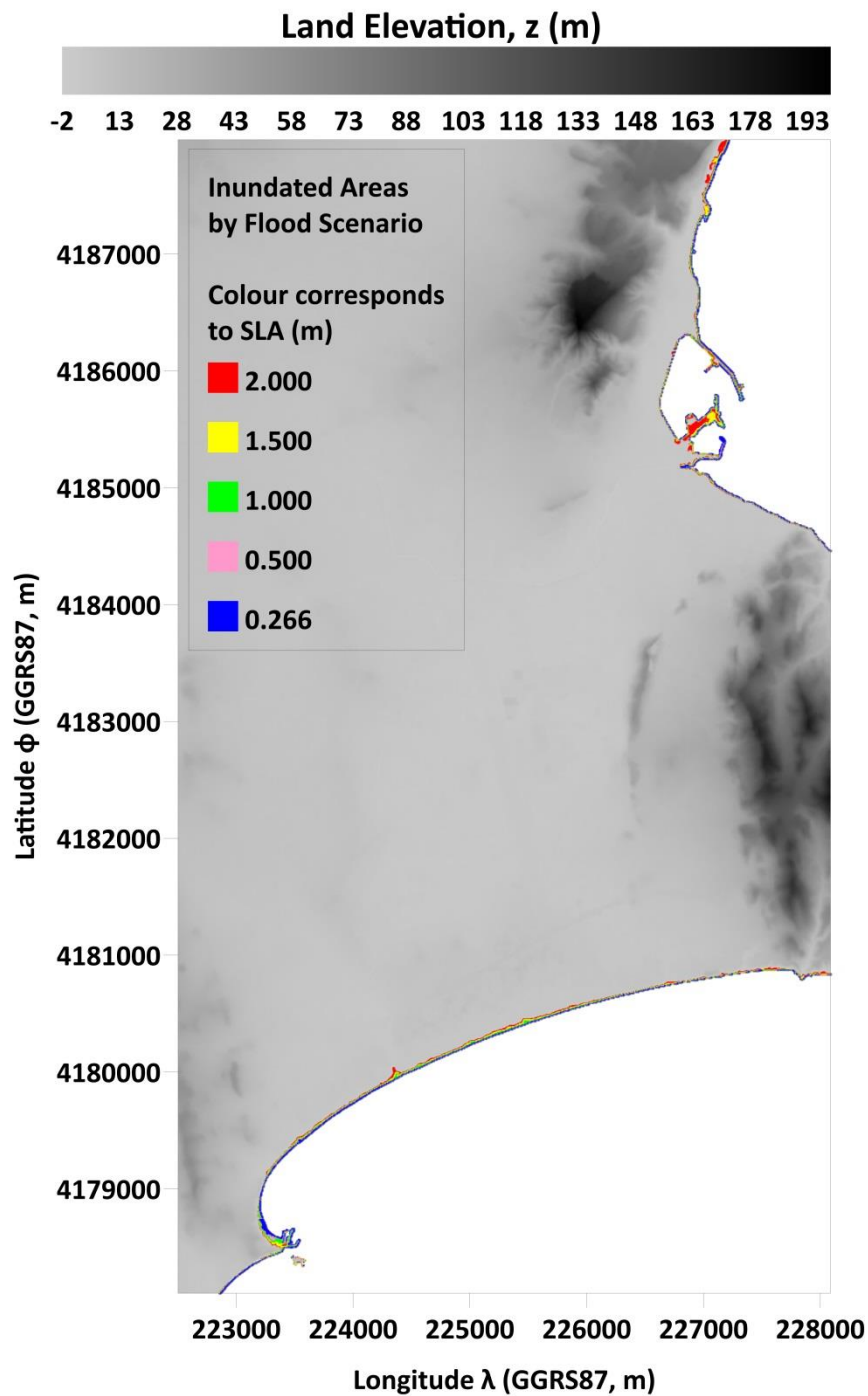 Land Elevation, z (m)
-2 13 28 43 58 73 88 103 118 133 148 163 178 193
Inundated Areas
by Flood Scenario
Colour corresponds
to SLA (m)
2.000
1.500
1.000
0.500
0.266
Latitude ϕ (GGRS87, m)
4187000
4186000
4185000
4184000
4183000
4182000
4181000
4180000
4179000
223000 224000 225000 226000 227000 228000
Longitude λ (GGRS87, m)